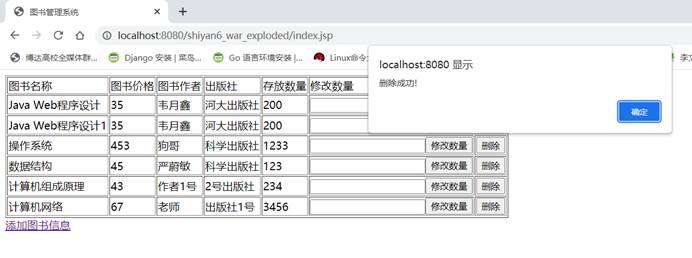 图书管理系统
localhost:8080/shiyan6_war_exploded/index.jsp
博达高校全媒体群...
Django 安装 | 菜鸟...
Go 语言环境安装 |...
Linux命令大
李文
localhost:8080 显示
删除成功!
确定
图书名称 图书价格 图书作者 出版社 存放数量 修改数量
Java Web程序设计 35 韦月鑫 河大出版社 200
Java Web程序设计1 35 韦月鑫 河大出版社 200
操作系统 453 狗哥 科学出版社 1233 修改数量 删除
数据结构 45 严蔚敏 科学出版社 123 修改数量 删除
计算机组成原理 43 作者1号 2号出版社 234 修改数量 删除
计算机网络 67 老师 出版社1号 3456 修改数量 删除
添加图书信息